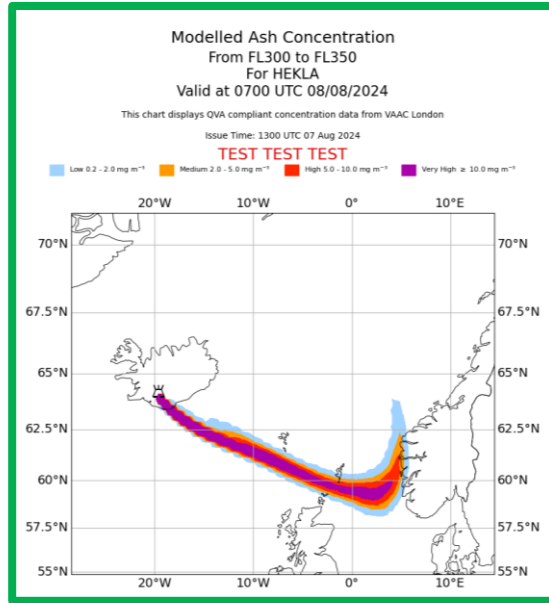 Modelled Ash Concentration
From FL300 to FL350
For HEKLA
Valid at 0700 UTC 08/08/2024
This chart displays QVA compliant concentration data from VAAC London
Issue Time: 1300 UTC 07 Aug 2024
TEST TEST TEST
Low 0.2 - 2.0 mg m⁻³ Medium 2.0 - 5.0 mg m⁻³ High 5.0 - 10.0 mg m⁻³ Very High ≥ 10.0 mg m⁻³
20°W 10°W 0° 10°E
70°N 70°N
67.5°N 67.5°N
65°N 65°N
62.5°N 62.5°N
60°N 60°N
57.5°N 57.5°N
55°N 55°N
20°W 10°W 0° 10°E